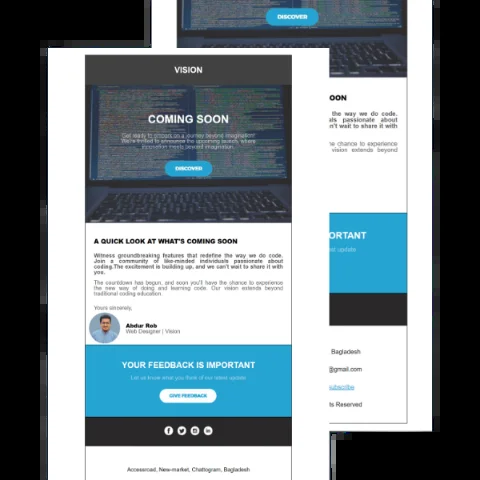 VISION
COMING SOON
Get ready to embark on a journey beyond imagination!
We're thrilled to announce the upcoming launch, where
innovation meets beyond imagination.
DISCOVER
A QUICK LOOK AT WHAT'S COMING SOON
Witness groundbreaking features that redefine the way we do code.
Join a community of like-minded individuals passionate about
coding.The excitement is building up, and we can't wait to share it with
you.
The countdown has begun, and soon you'll have the chance to experience
the new way of doing and learning code. Our vision extends beyond
traditional coding education.
Yours sincerely,
Abdur Rob
Web Designer | Vision
YOUR FEEDBACK IS IMPORTANT
Let us know what you think of our latest update
GIVE FEEDBACK
Accessroad, New-market, Chattogram, Bagladesh
DISCOVER
OON
the way we do code.
als passionate about
an't wait to share it with
he chance to experience
vision extends beyond
ORTANT
st update
Bagladesh
@gmail.com
subscribe
ts Reserved